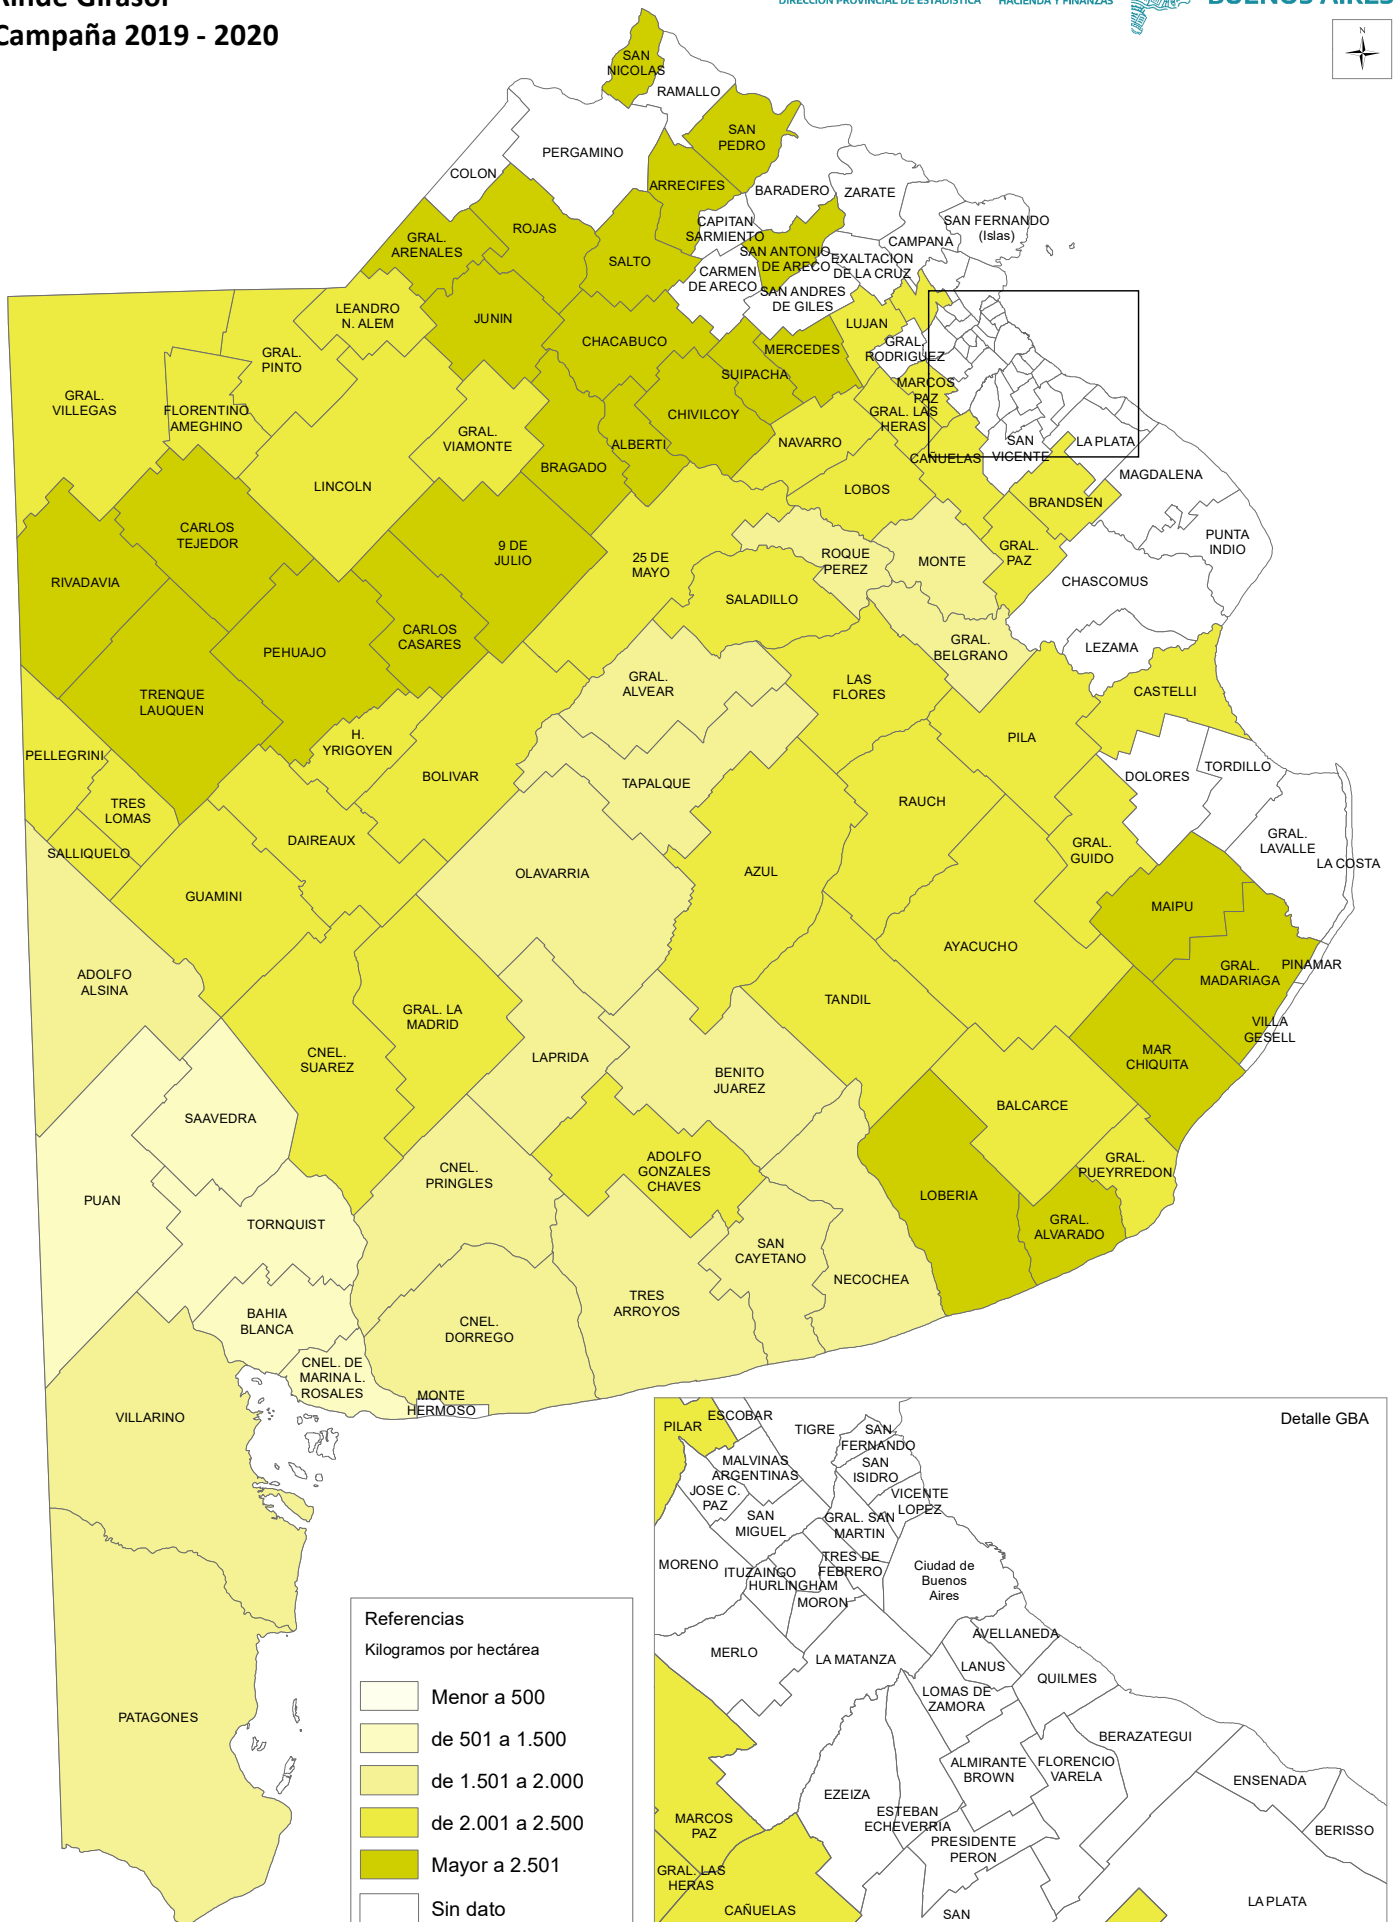 Rinde Girasol
Campaña 2019 - 2020
DIRECCIÓN PROVINCIAL DE ESTADÍSTICA
HACIENDA Y FINANZAS
BUENOS AIRES
N
SAN
NICOLAS
RAMALLO
SAN
PEDRO
PERGAMINO
COLON
ARRECIFES
BARADERO
ZARATE
SAN FERNANDO
(Islas)
CAPITAN
SARMIENTO
CAMPANA
ROJAS
GRAL.
ARENALES
SALTO
SAN ANTONIO
DE ARECO
EXALTACION
DE LA CRUZ
CARMEN
DE ARECO
SAN ANDRES
DE GILES
LEANDRO
N. ALEM
JUNIN
LUJAN
CHACABUCO
MERCEDES
GRAL.
RODRIGUEZ
GRAL.
PINTO
SUIPACHA
MARCOS
PAZ
GRAL.
VILLEGAS
FLORENTINO
AMEGHINO
CHIVILCOY
GRAL. LAS
HERAS
GRAL.
VIAMONTE
ALBERTI
NAVARRO
SAN
VICENTE
LA PLATA
BRAGADO
CAÑUELAS
MAGDALENA
LINCOLN
LOBOS
BRANDSEN
CARLOS
TEJEDOR
9 DE
JULIO
PUNTA
INDIO
25 DE
MAYO
ROQUE
PEREZ
MONTE
GRAL.
PAZ
RIVADAVIA
CHASCOMUS
SALADILLO
CARLOS
CASARES
PEHUAJO
GRAL.
BELGRANO
LEZAMA
GRAL.
ALVEAR
LAS
FLORES
TRENQUE
LAUQUEN
CASTELLI
H.
YRIGOYEN
PILA
PELLEGRINI
BOLIVAR
TAPALQUE
DOLORES
TORDILLO
TRES
LOMAS
RAUCH
DAIREAUX
GRAL.
GUIDO
GRAL.
LAVALLE
SALLIQUELO
LA COSTA
OLAVARRIA
AZUL
GUAMINI
MAIPU
AYACUCHO
ADOLFO
ALSINA
GRAL.
MADARIAGA
PINAMAR
TANDIL
GRAL. LA
MADRID
VILLA
GESELL
CNEL.
SUAREZ
LAPRIDA
MAR
CHIQUITA
BENITO
JUAREZ
BALCARCE
SAAVEDRA
ADOLFO
GONZALES
CHAVES
CNEL.
PRINGLES
GRAL.
PUEYRREDON
PUAN
LOBERIA
TORNQUIST
GRAL.
ALVARADO
SAN
CAYETANO
NECOCHEA
TRES
ARROYOS
BAHIA
BLANCA
CNEL.
DORREGO
CNEL. DE
MARINA L.
ROSALES
MONTE
HERMOSO
VILLARINO
PATAGONES
Referencias
Kilogramos por hectárea
Menor a 500
de 501 a 1.500
de 1.501 a 2.000
de 2.001 a 2.500
Mayor a 2.501
Sin dato
Detalle GBA
PILAR
ESCOBAR
TIGRE
SAN
FERNANDO
MALVINAS
ARGENTINAS
SAN
ISIDRO
JOSE C.
PAZ
VICENTE
LOPEZ
SAN
MIGUEL
GRAL. SAN
MARTIN
MORENO
ITUZAINGO
HURLINGHAM
TRES DE
FEBRERO
Ciudad de
Buenos
Aires
MORON
MERLO
LA MATANZA
AVELLANEDA
LANUS
QUILMES
LOMAS DE
ZAMORA
BERAZATEGUI
ALMIRANTE
BROWN
FLORENCIO
VARELA
EZEIZA
ENSENADA
ESTEBAN
ECHEVERRIA
MARCOS
PAZ
BERISSO
PRESIDENTE
PERON
GRAL. LAS
HERAS
CAÑUELAS
LA PLATA
SAN